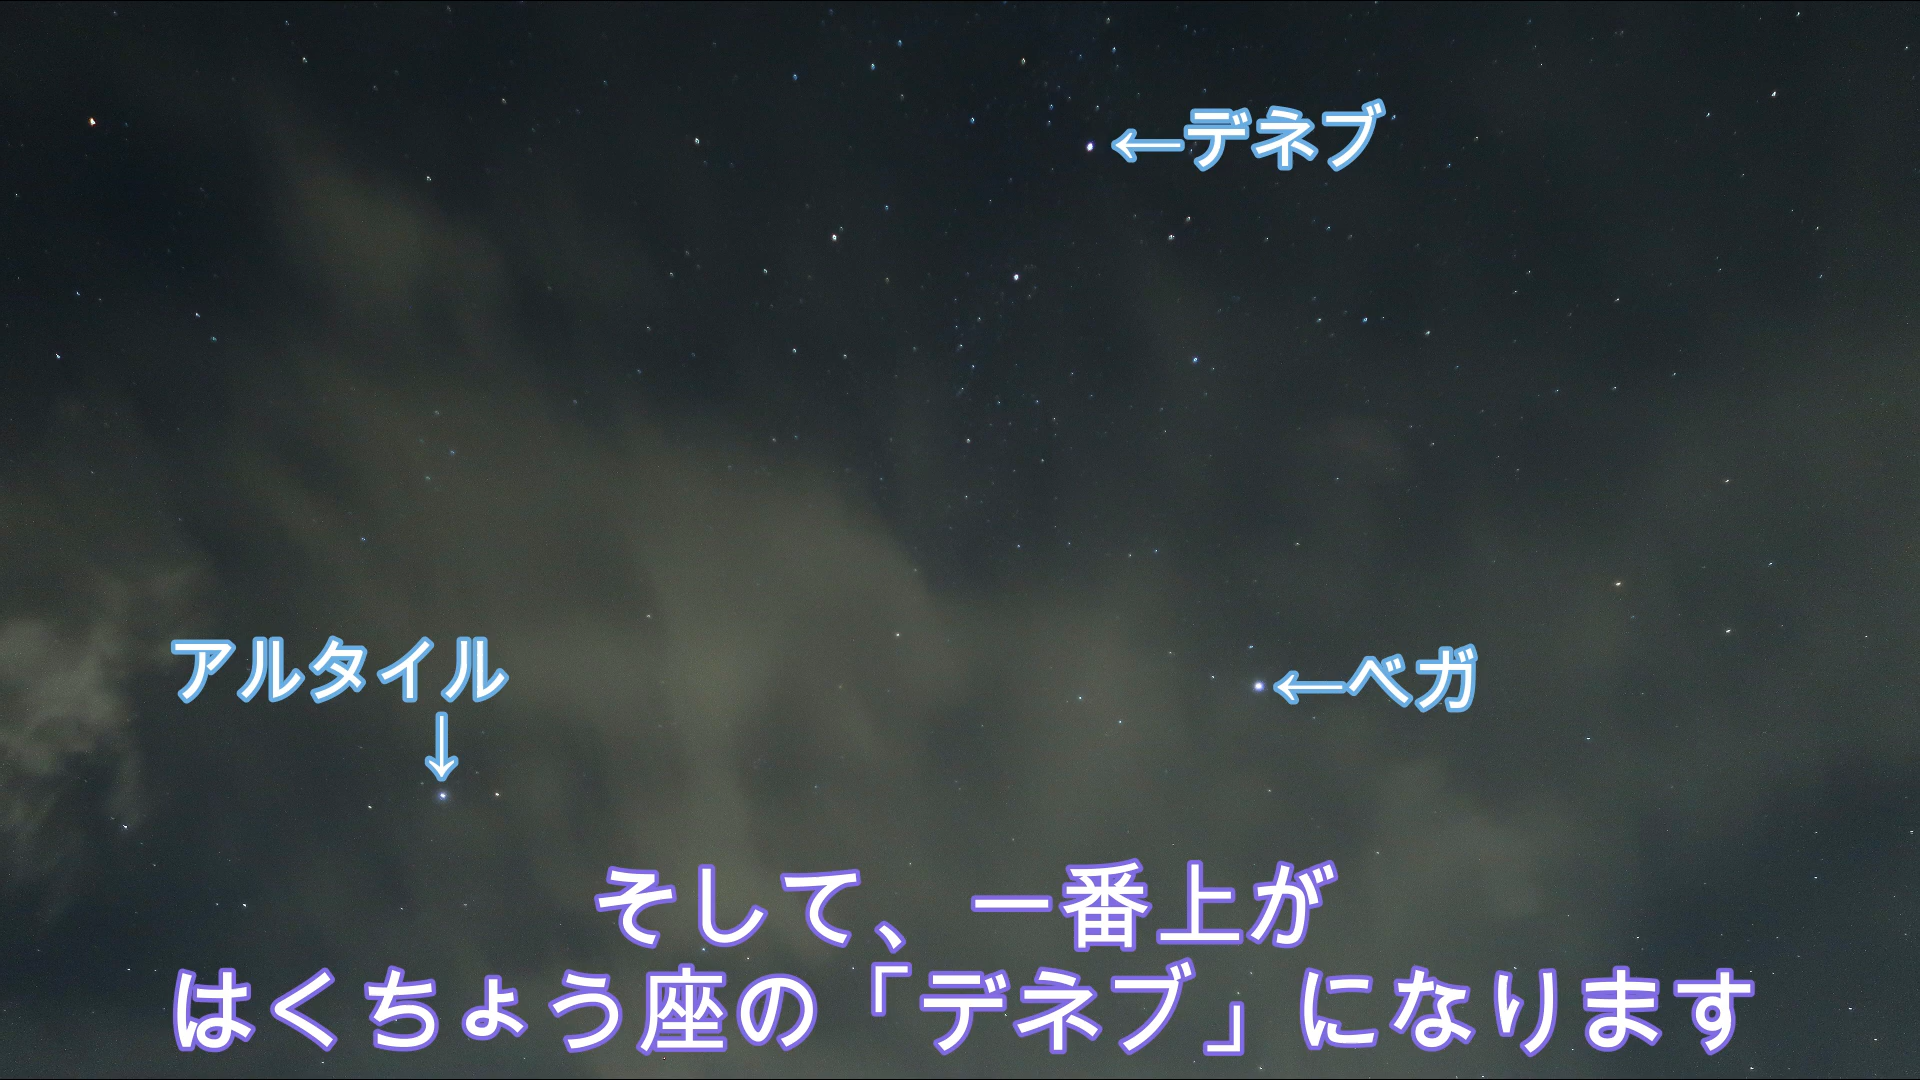 ←デネブ
アルタイル
↓
←ベガ
そして、一番上が
はくちょう座の「デネブ」になります